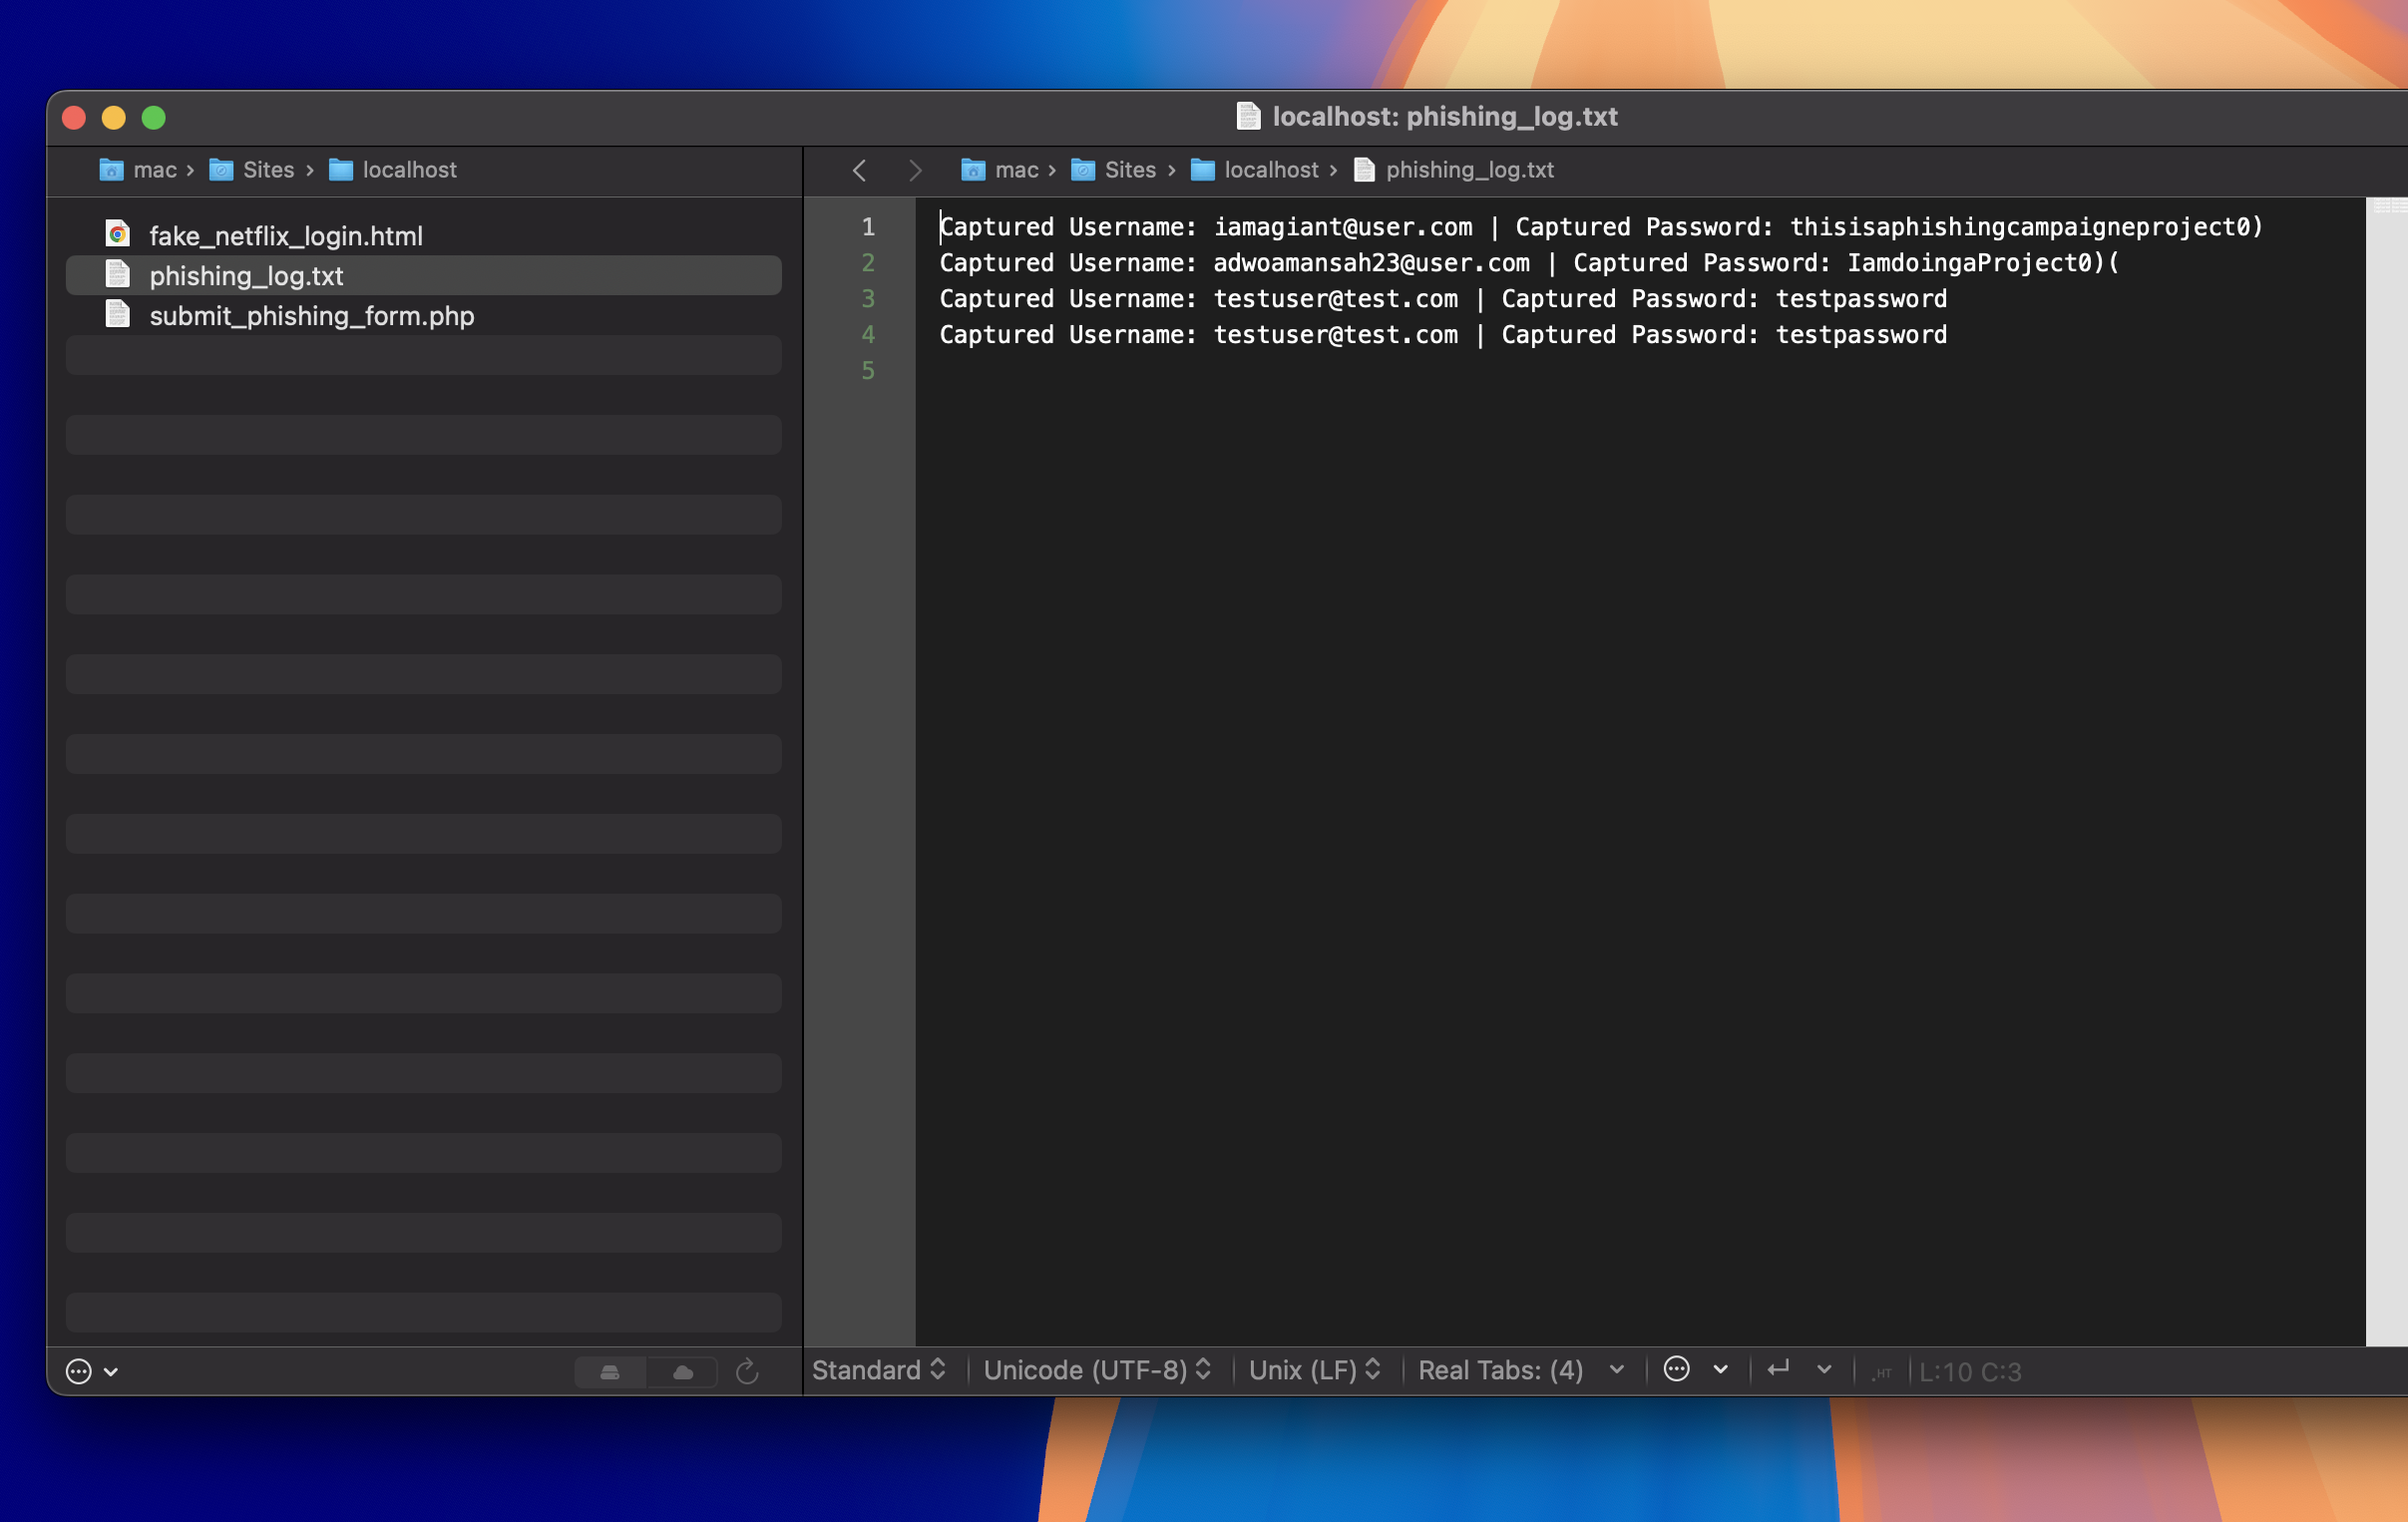 localhost: phishing_log.txt
mac › Sites › localhost
mac › Sites › localhost › phishing_log.txt
fake_netflix_login.html
phishing_log.txt
submit_phishing_form.php
1 Captured Username: iamagiant@user.com | Captured Password: thisisaphishingcampaigneproject0)
2 Captured Username: adwoamansah23@user.com | Captured Password: IamdoingaProject0)(
3 Captured Username: testuser@test.com | Captured Password: testpassword
4 Captured Username: testuser@test.com | Captured Password: testpassword
5
Standard Unicode (UTF-8) Unix (LF) Real Tabs: (4) .HT L:10 C:3